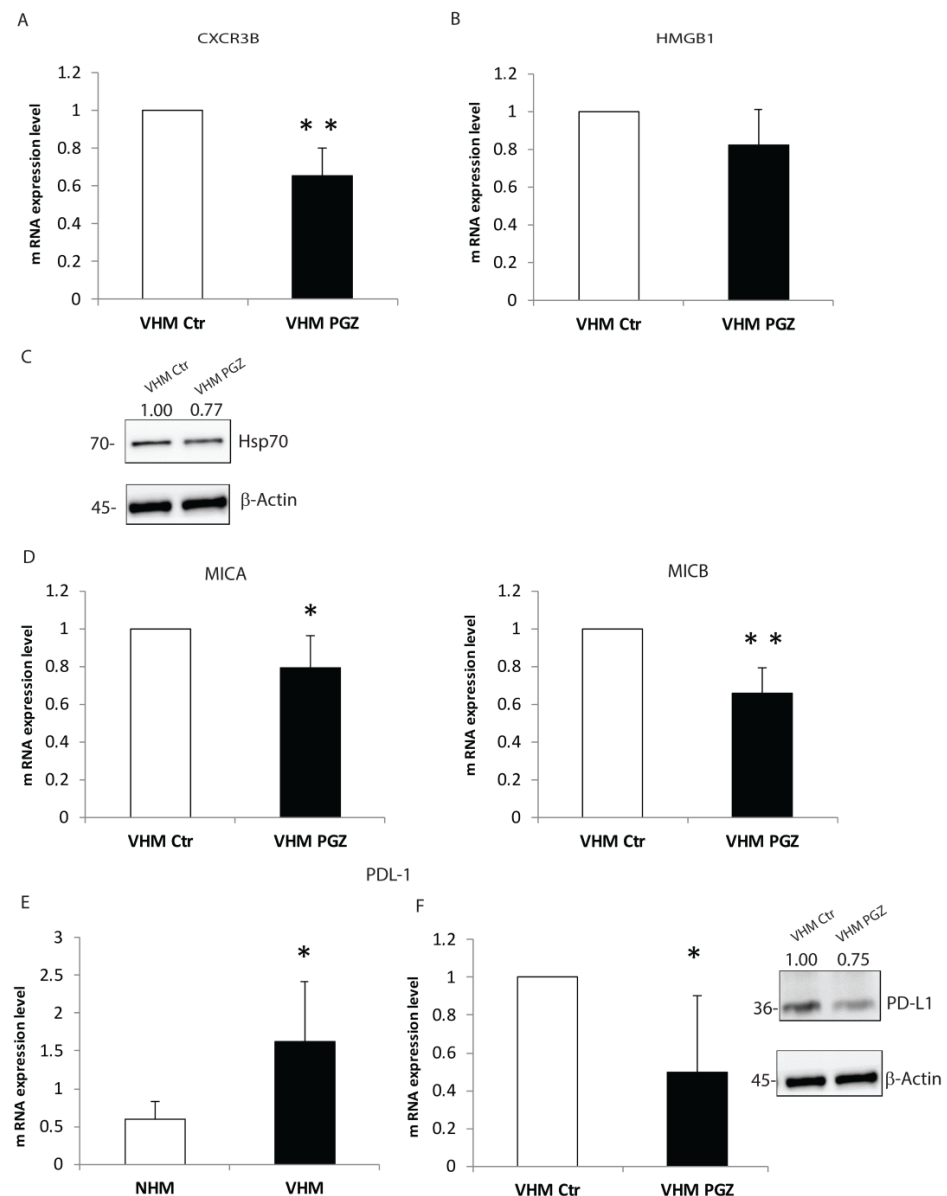 A
CXCR3B
m RNA expression level
1.2
1
0.8
0.6
0.4
0.2
0
* *
VHM Ctr
VHM PGZ
B
HMGB1
m RNA expression level
1.2
1
0.8
0.6
0.4
0.2
0
VHM Ctr
VHM PGZ
C
VHM Ctr
VHM PGZ
1.00
0.77
70-
Hsp70
45-
β-Actin
D
MICA
m RNA expression level
1.2
1
0.8
0.6
0.4
0.2
0
*
VHM Ctr
VHM PGZ
MICB
m RNA expression level
1.2
1
0.8
0.6
0.4
0.2
0
* *
VHM Ctr
VHM PGZ
PDL-1
E
m RNA expression level
3
2.5
2
1.5
1
0.5
0
*
NHM
VHM
F
m RNA expression level
1.2
1
0.8
0.6
0.4
0.2
0
*
VHM Ctr
VHM PGZ
VHM Ctr
VHM PGZ
1.00
0.75
36-
PD-L1
45-
β-Actin